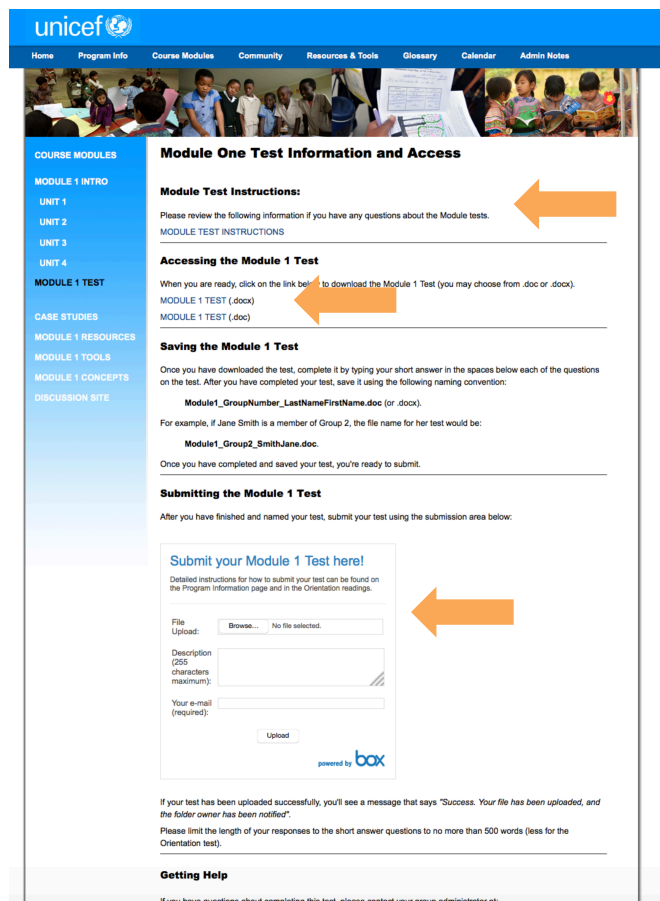 unicef
Home Program Info Course Modules Community Resources & Tools Glossary Calendar Admin Notes
COURSE MODULES
MODULE 1 INTRO
UNIT 1
UNIT 2
UNIT 3
UNIT 4
MODULE 1 TEST
CASE STUDIES
MODULE 1 RESOURCES
MODULE 1 TOOLS
MODULE 1 CONCEPTS
DISCUSSION SITE
Module One Test Information and Access
Module Test Instructions:
Please review the following information if you have any questions about the Module tests.
MODULE TEST INSTRUCTIONS
Accessing the Module 1 Test
When you are ready, click on the link below to download the Module 1 Test (you may choose from .doc or .docx).
MODULE 1 TEST (.docx)
MODULE 1 TEST (.doc)
Saving the Module 1 Test
Once you have downloaded the test, complete it by typing your short answer in the spaces below each of the questions
on the test. After you have completed your test, save it using the following naming convention:
Module1_GroupNumber_LastNameFirstName.doc (or .docx).
For example, if Jane Smith is a member of Group 2, the file name for her test would be:
Module1_Group2_SmithJane.doc.
Once you have completed and saved your test, you're ready to submit.
Submitting the Module 1 Test
After you have finished and named your test, submit your test using the submission area below:
Submit your Module 1 Test here!
Detailed instructions for how to submit your test can be found on
the Program Information page and in the Orientation readings.
File
Upload:
Browse... No file selected.
Description
(255
characters
maximum):
Your e-mail
(required):
Upload
powered by box
If your test has been uploaded successfully, you'll see a message that says "Success. Your file has been uploaded, and
the folder owner has been notified".
Please limit the length of your responses to the short answer questions to no more than 500 words (less for the
Orientation test).
Getting Help
If you have questions about completing this test, please contact your group administrator at: